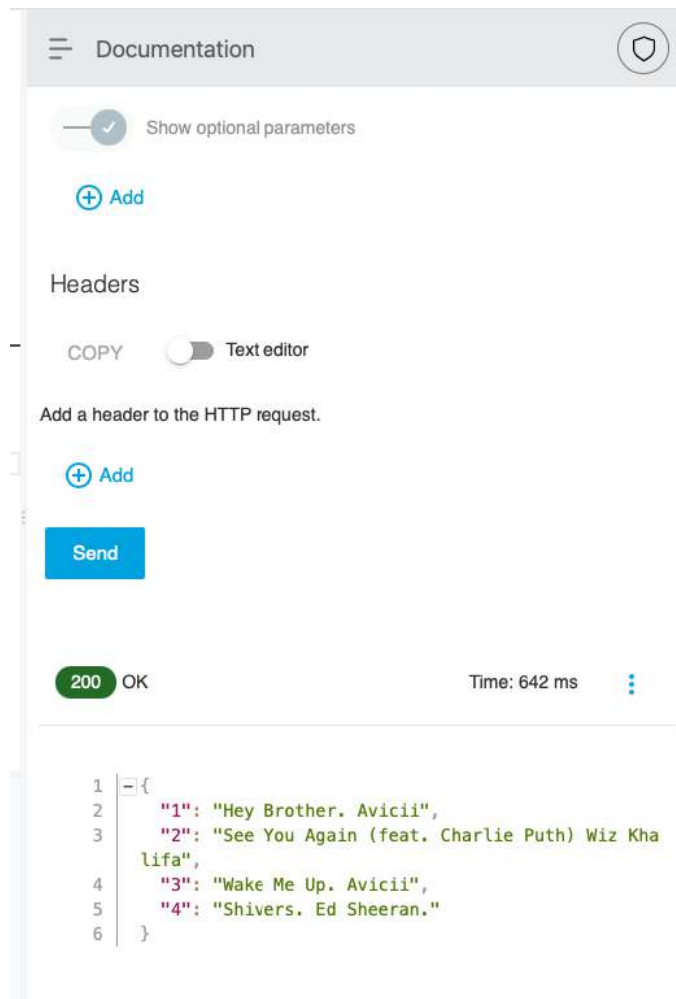 Documentation
Show optional parameters
Add
Headers
COPY Text editor
Add a header to the HTTP request.
Add
Send
200 OK Time: 642 ms
1 {
2 "1": "Hey Brother. Avicii",
3 "2": "See You Again (feat. Charlie Puth) Wiz Kha
lifa",
4 "3": "Wake Me Up. Avicii",
5 "4": "Shivers. Ed Sheeran."
6 }